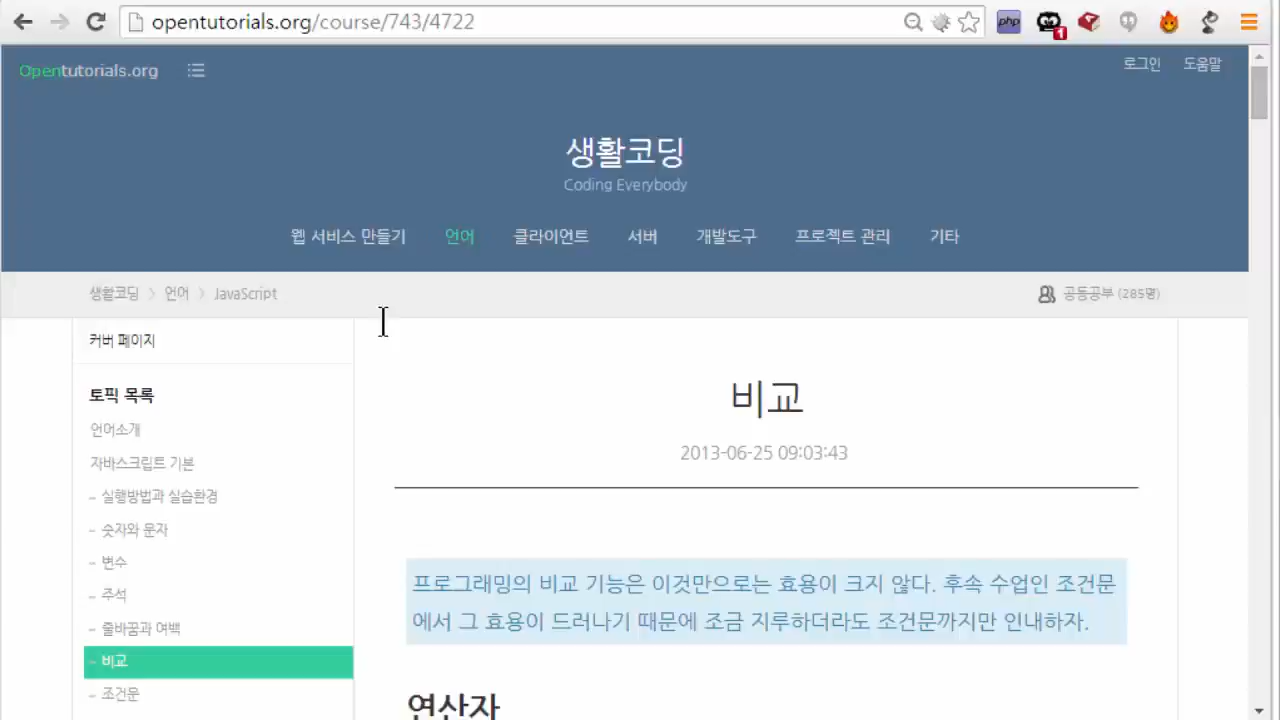 opentutorials.org/course/743/4722
php
1
Opentutorials.org
로그인 도움말
생활코딩
Coding Everybody
웹 서비스 만들기 언어 클라이언트 서버 개발도구 프로젝트 관리 기타
생활코딩 > 언어 > JavaScript
공동공부 (285명)
커버 페이지
토픽 목록
언어소개
자바스크립트 기본
- 실행방법과 실습환경
- 숫자와 문자
- 변수
- 주석
- 줄바꿈과 여백
- 비교
- 조건문
비교
2013-06-25 09:03:43
프로그래밍의 비교 기능은 이것만으로는 효용이 크지 않다. 후속 수업인 조건문
에서 그 효용이 드러나기 때문에 조금 지루하더라도 조건문까지만 인내하자.
연산자